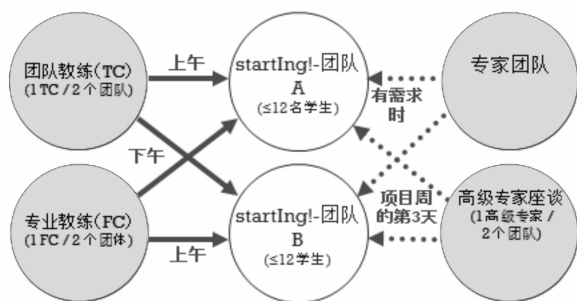 团队教练(TC)
(1 TC / 2个团队)
上午
startIng!-团队
A
(≤12名学生)
专家团队
有需求
时
下午
专业教练(FC)
(1 FC / 2个团体)
上午
startIng!-团队
B
(≤12学生)
项目周
的第3天
高级专家座谈
(1高级专家 /
2个团队)